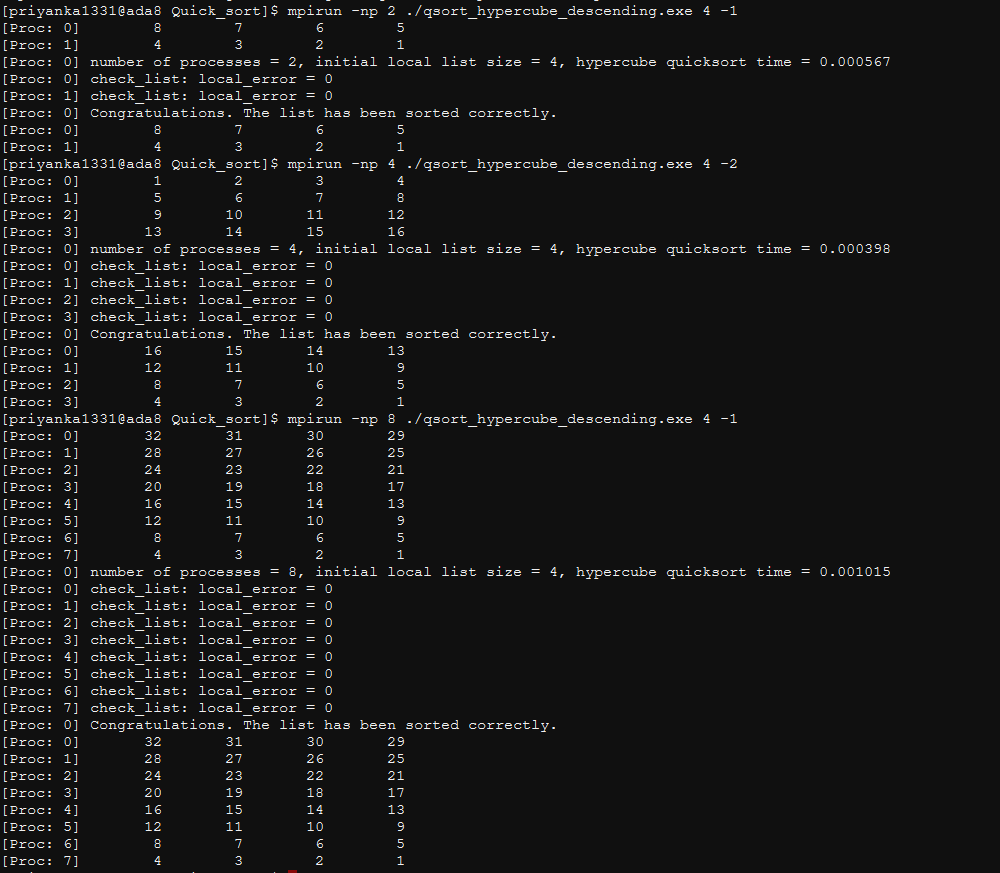 [priyanka1331@ada8 Quick_sort]$ mpirun -np 2 ./qsort_hypercube_descending.exe 4 -1
[Proc: 0] 8 7 6 5
[Proc: 1] 4 3 2 1
[Proc: 0] number of processes = 2, initial local list size = 4, hypercube quicksort time = 0.000567
[Proc: 0] check_list: local_error = 0
[Proc: 1] check_list: local_error = 0
[Proc: 0] Congratulations. The list has been sorted correctly.
[Proc: 0] 8 7 6 5
[Proc: 1] 4 3 2 1
[priyanka1331@ada8 Quick_sort]$ mpirun -np 4 ./qsort_hypercube_descending.exe 4 -2
[Proc: 0] 1 2 3 4
[Proc: 1] 5 6 7 8
[Proc: 2] 9 10 11 12
[Proc: 3] 13 14 15 16
[Proc: 0] number of processes = 4, initial local list size = 4, hypercube quicksort time = 0.000398
[Proc: 0] check_list: local_error = 0
[Proc: 1] check_list: local_error = 0
[Proc: 2] check_list: local_error = 0
[Proc: 3] check_list: local_error = 0
[Proc: 0] Congratulations. The list has been sorted correctly.
[Proc: 0] 16 15 14 13
[Proc: 1] 12 11 10 9
[Proc: 2] 8 7 6 5
[Proc: 3] 4 3 2 1
[priyanka1331@ada8 Quick_sort]$ mpirun -np 8 ./qsort_hypercube_descending.exe 4 -1
[Proc: 0] 32 31 30 29
[Proc: 1] 28 27 26 25
[Proc: 2] 24 23 22 21
[Proc: 3] 20 19 18 17
[Proc: 4] 16 15 14 13
[Proc: 5] 12 11 10 9
[Proc: 6] 8 7 6 5
[Proc: 7] 4 3 2 1
[Proc: 0] number of processes = 8, initial local list size = 4, hypercube quicksort time = 0.001015
[Proc: 0] check_list: local_error = 0
[Proc: 1] check_list: local_error = 0
[Proc: 2] check_list: local_error = 0
[Proc: 3] check_list: local_error = 0
[Proc: 4] check_list: local_error = 0
[Proc: 5] check_list: local_error = 0
[Proc: 6] check_list: local_error = 0
[Proc: 7] check_list: local_error = 0
[Proc: 0] Congratulations. The list has been sorted correctly.
[Proc: 0] 32 31 30 29
[Proc: 1] 28 27 26 25
[Proc: 2] 24 23 22 21
[Proc: 3] 20 19 18 17
[Proc: 4] 16 15 14 13
[Proc: 5] 12 11 10 9
[Proc: 6] 8 7 6 5
[Proc: 7] 4 3 2 1